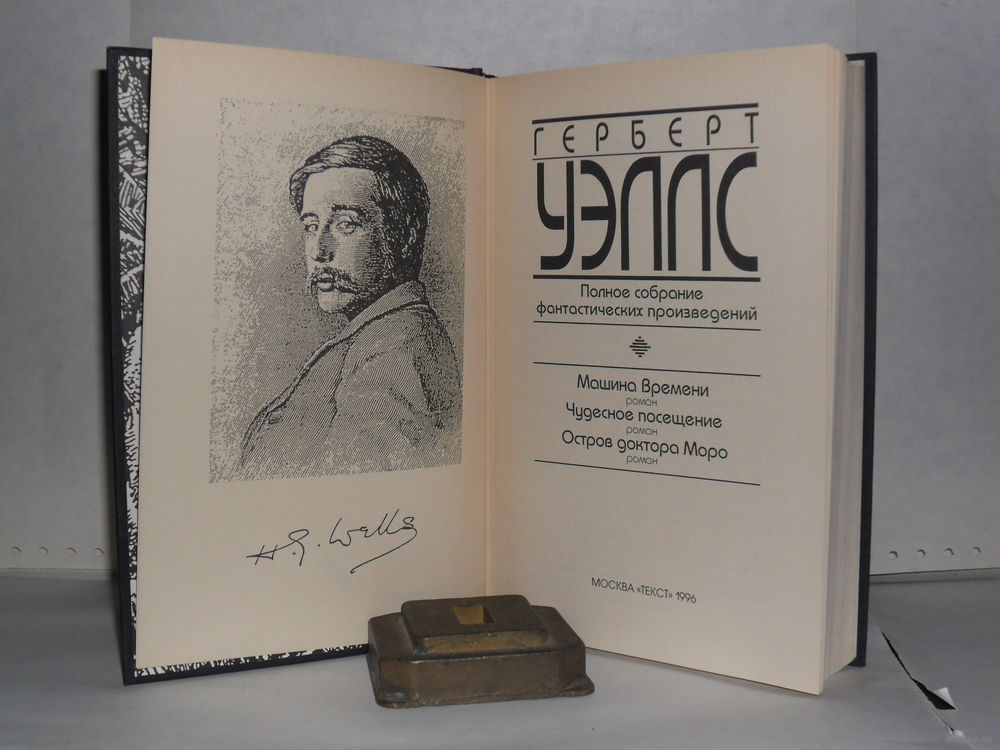 H. G. Wells
ГЕРБЕРТ
УЭЛЛС
Полное собрание
фантастических произведений
Машина Времени
роман
Чудесное посещение
роман
Остров доктора Моро
роман
МОСКВА «ТЕКСТ» 1996